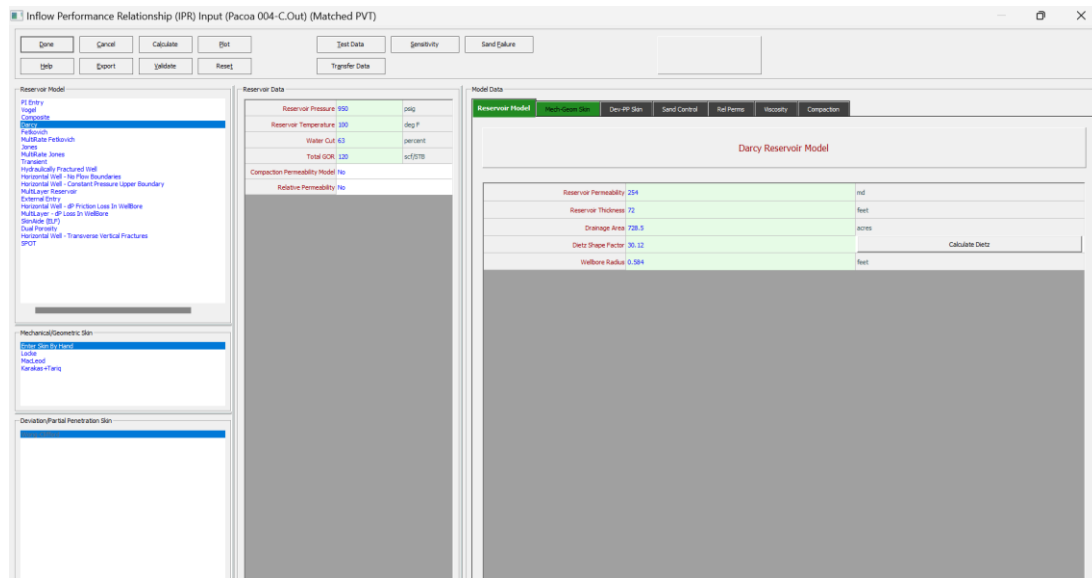 Inflow Performance Relationship (IPR) Input (Pacoa 004-C.Out) (Matched PVT)
Done Cancel Calculate Plot Test Data Sensitivity Sand Failure
Help Export Validate Reset Transfer Data
Reservoir Model
PI Entry
Vogel
Composite
Darcy
Fetkovich
MultiRate Fetkovich
Jones
MultiRate Jones
Transient
Hydraulically Fractured Well
Horizontal Well - No Flow Boundaries
Horizontal Well - Constant Pressure Upper Boundary
MultiLayer Reservoir
External Entry
Horizontal Well - dP Friction Loss In WellBore
MultiLayer - dP Loss In WellBore
SkinAide (ELF)
Dual Porosity
Horizontal Well - Transverse Vertical Fractures
SPOT
Mechanical/Geometric Skin
Enter Skin By Hand
Locke
MacLeod
Karakas+Tariq
Deviation/Partial Penetration Skin
Reservoir Data
Reservoir Pressure 950 psig
Reservoir Temperature 100 deg F
Water Cut 63 percent
Total GOR 120 scf/STB
Compaction Permeability Model No
Relative Permeability No
Model Data
Reservoir Model Mech-Geom Skin Dev-PP Skin Sand Control Rel Perms Viscosity Compaction
Darcy Reservoir Model
Reservoir Permeability 254 md
Reservoir Thickness 72 feet
Drainage Area 728.5 acres
Dietz Shape Factor 30.12 Calculate Dietz
Wellbore Radius 0.584 feet